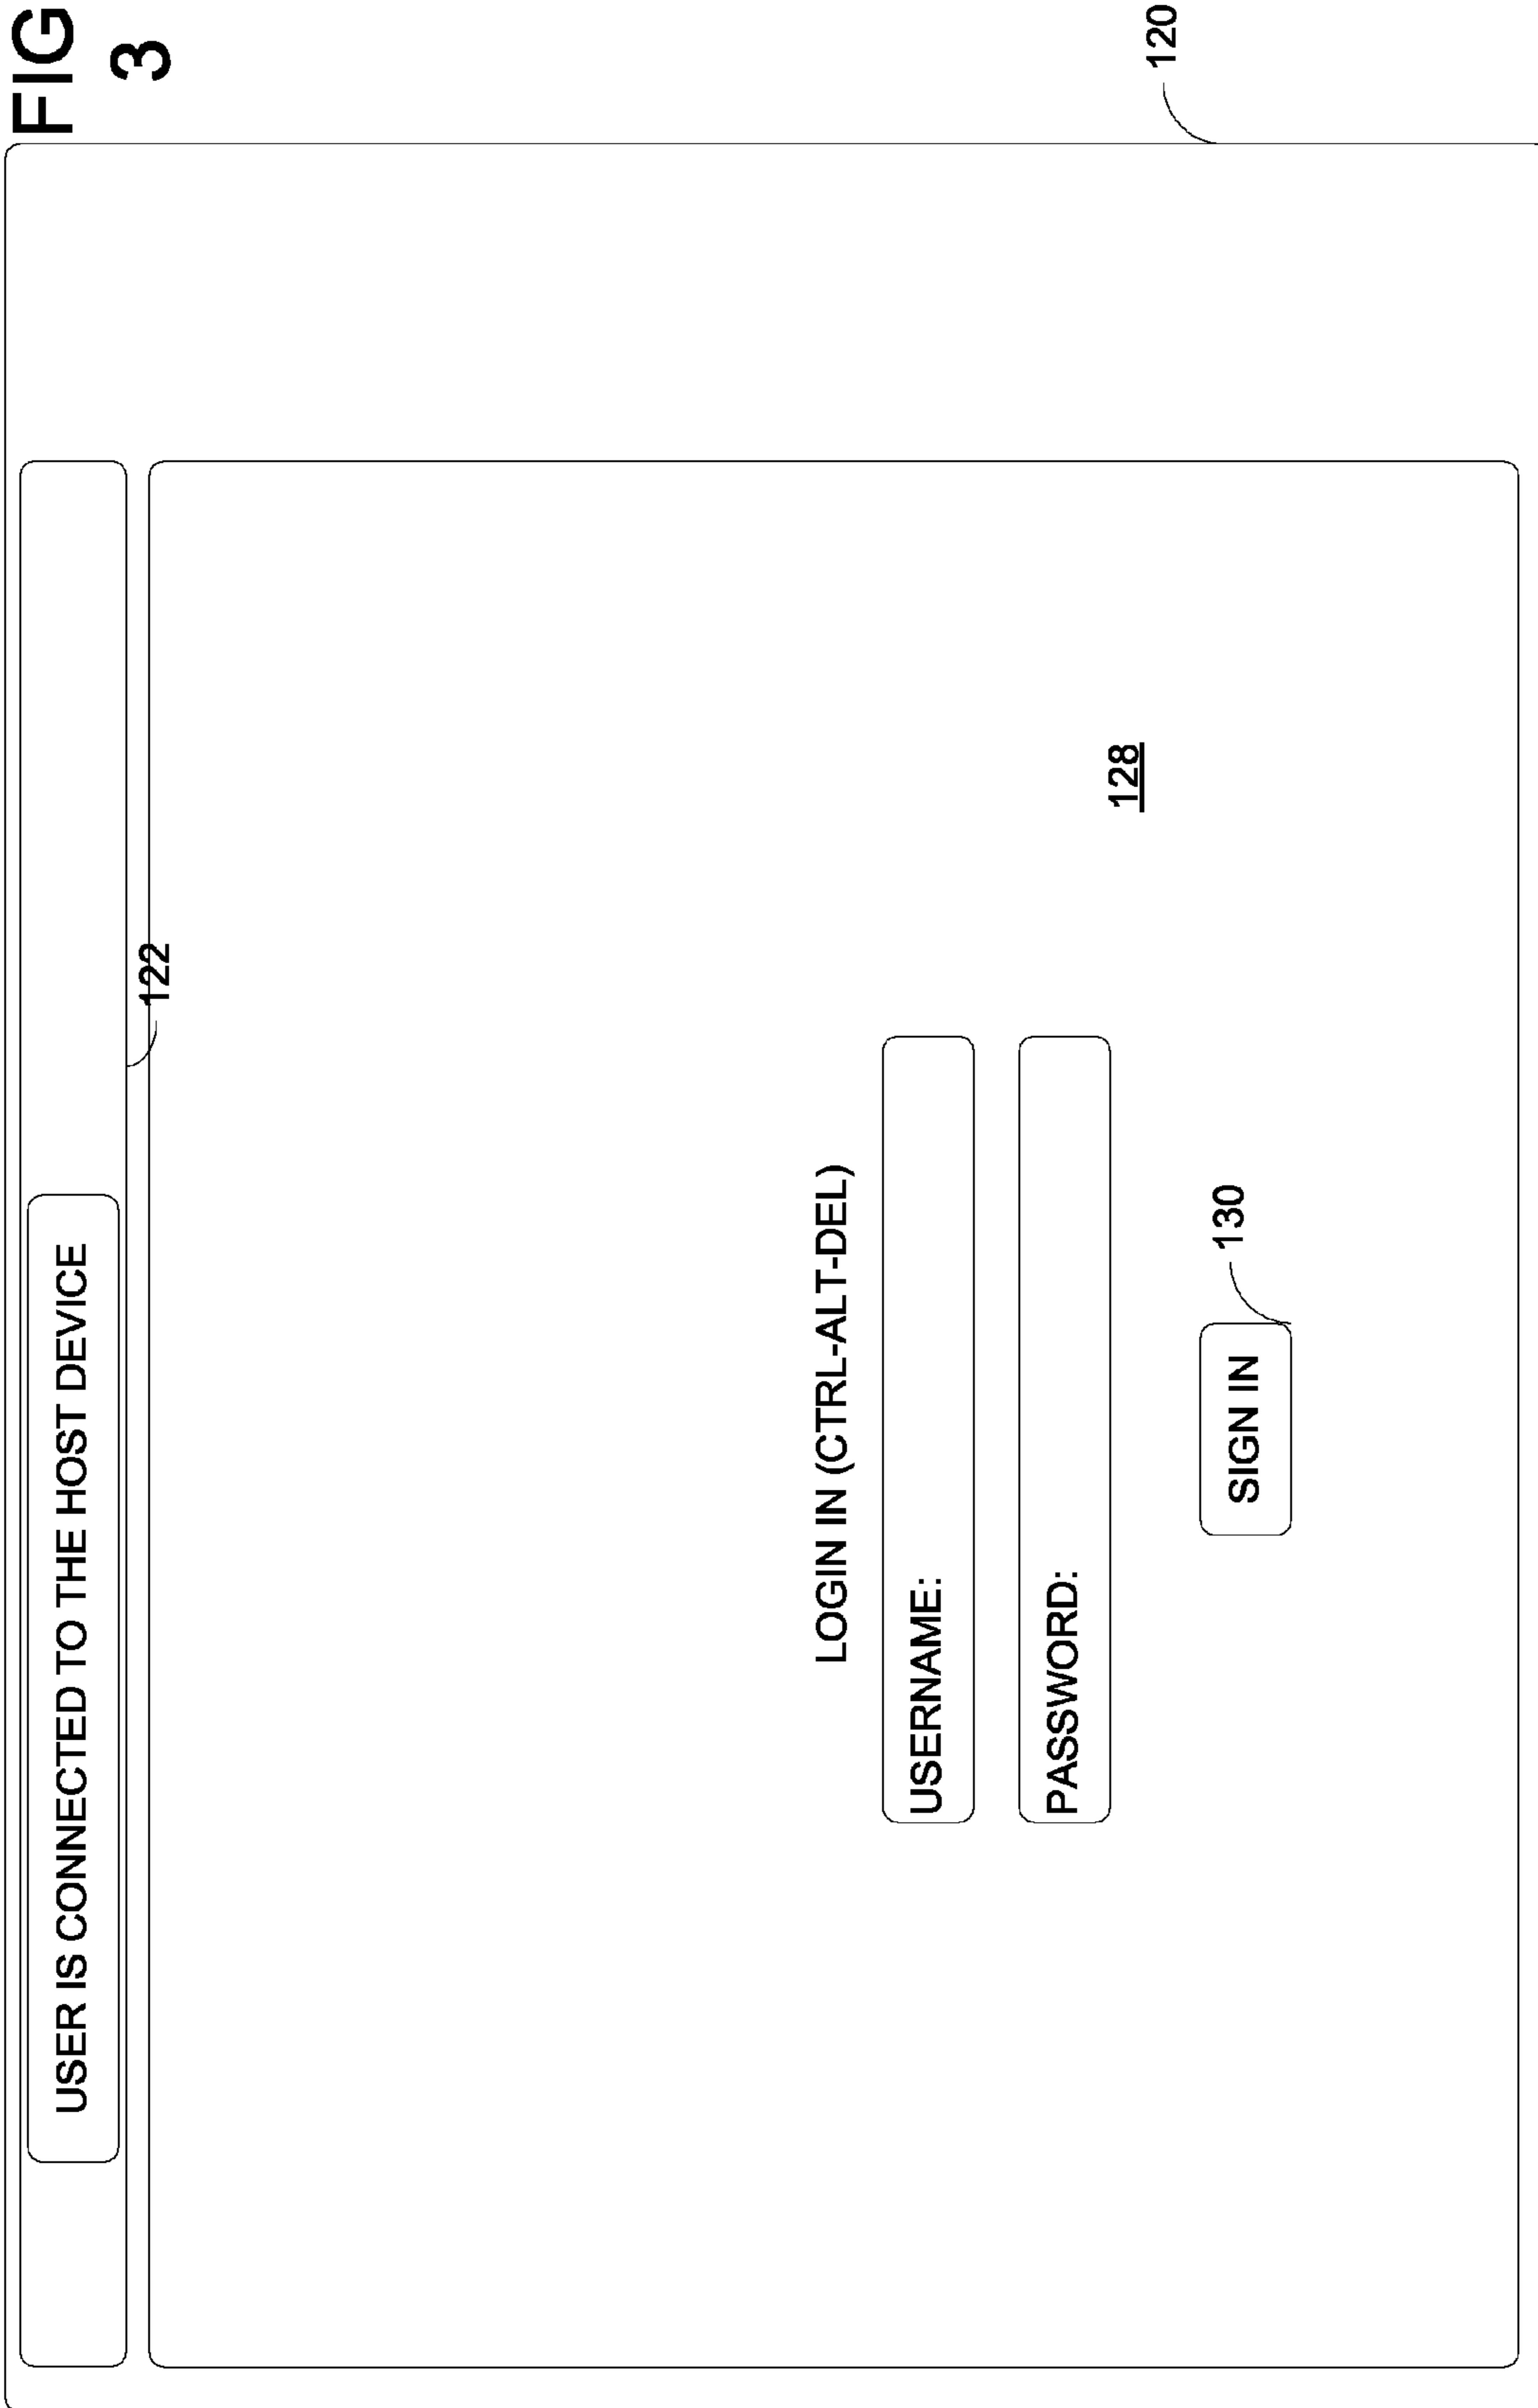 FIG
3
USER IS CONNECTED TO THE HOST DEVICE
122
LOGIN IN (CTRL-ALT-DEL)
USERNAME:
PASSWORD:
128
120
SIGN IN
130